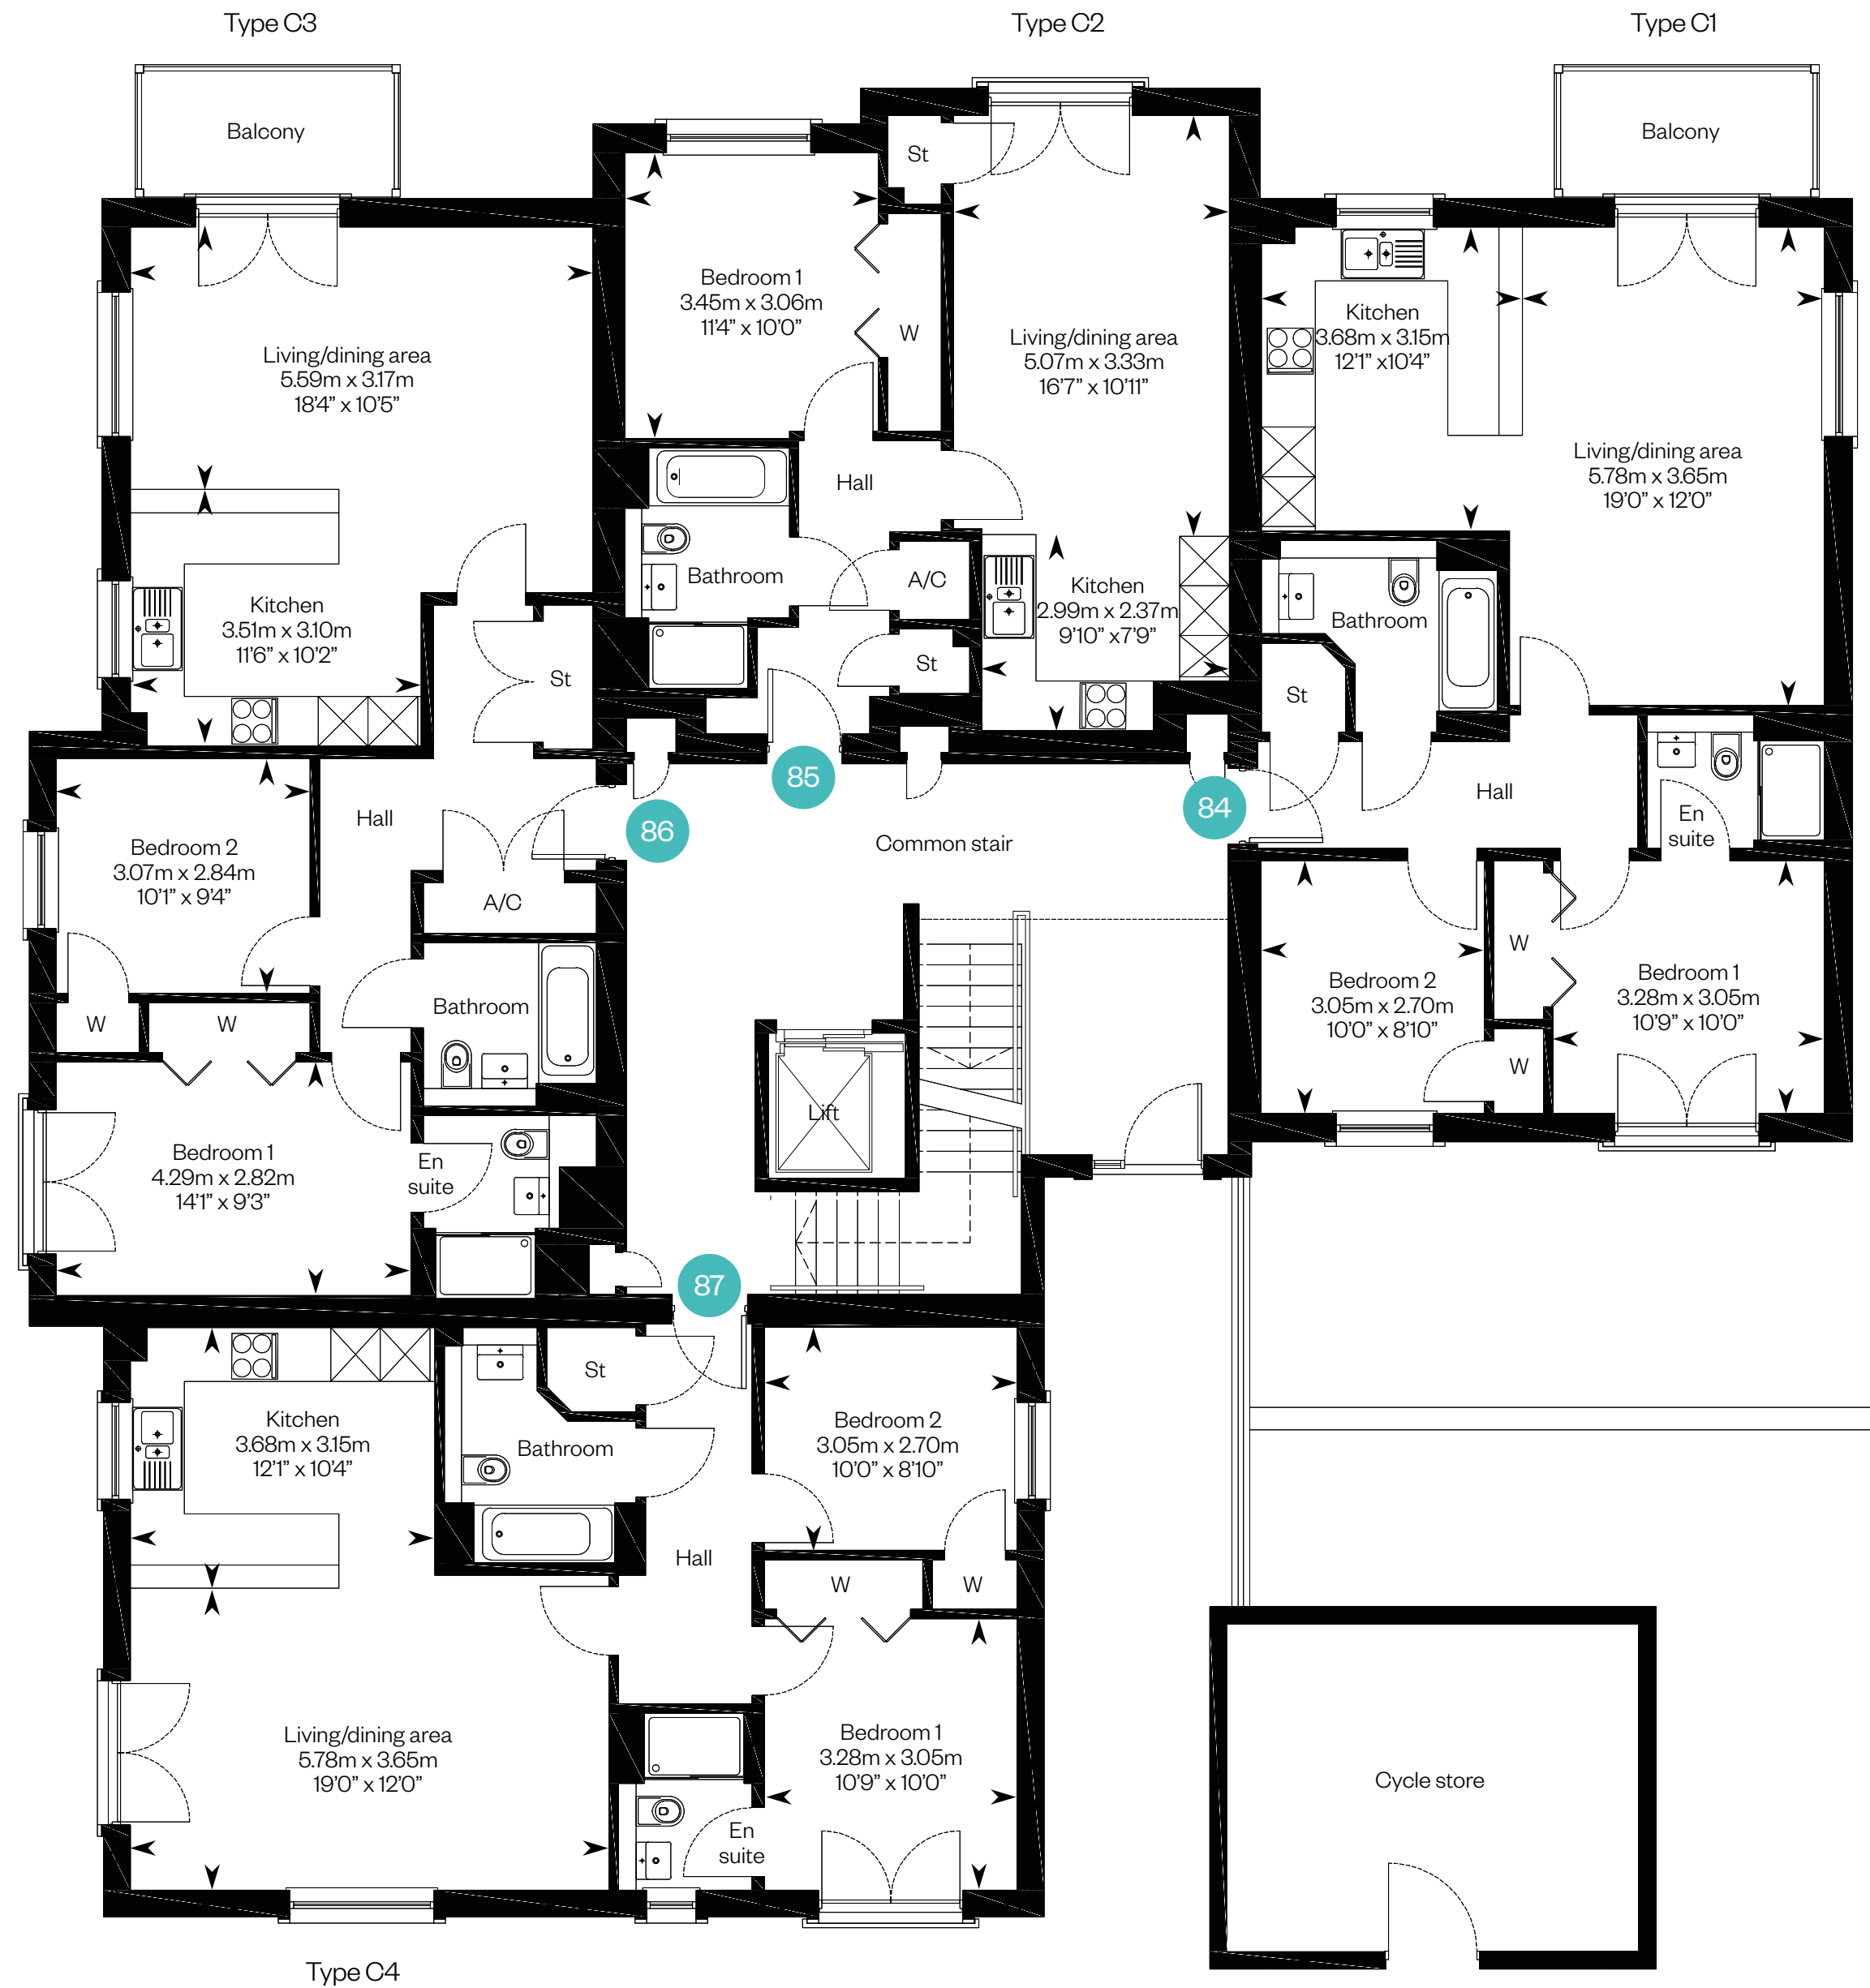 Type C3
Type C2
Type C1
Balcony
Balcony
St
Bedroom 1
3.45m x 3.06m
11’4” x 10’0”
W
Living/dining area
5.59m x 3.17m
18’4” x 10’5”
Living/dining area
5.07m x 3.33m
16’7” x 10’11”
Kitchen
3.68m x 3.15m
12’1” x10’4”
Living/dining area
5.78m x 3.65m
19’0” x 12’0”
Hall
Bathroom
A/C
Kitchen
2.99m x 2.37m
9’10” x7’9”
St
Kitchen
3.51m x 3.10m
11’6” x 10’2”
St
Bathroom
St
85
84
86
Hall
Common stair
Hall
En
suite
Bedroom 2
3.07m x 2.84m
10’1” x 9’4”
A/C
W
W
Bathroom
W
Bedroom 2
3.05m x 2.70m
10’0” x 8’10”
Bedroom 1
3.28m x 3.05m
10’9” x 10’0”
W
Lift
Bedroom 1
4.29m x 2.82m
14’1” x 9’3”
En
suite
87
Kitchen
3.68m x 3.15m
12’1” x 10’4”
St
Bathroom
Bedroom 2
3.05m x 2.70m
10’0” x 8’10”
Hall
W
W
Living/dining area
5.78m x 3.65m
19’0” x 12’0”
Bedroom 1
3.28m x 3.05m
10’9” x 10’0”
En
suite
Cycle store
Type C4